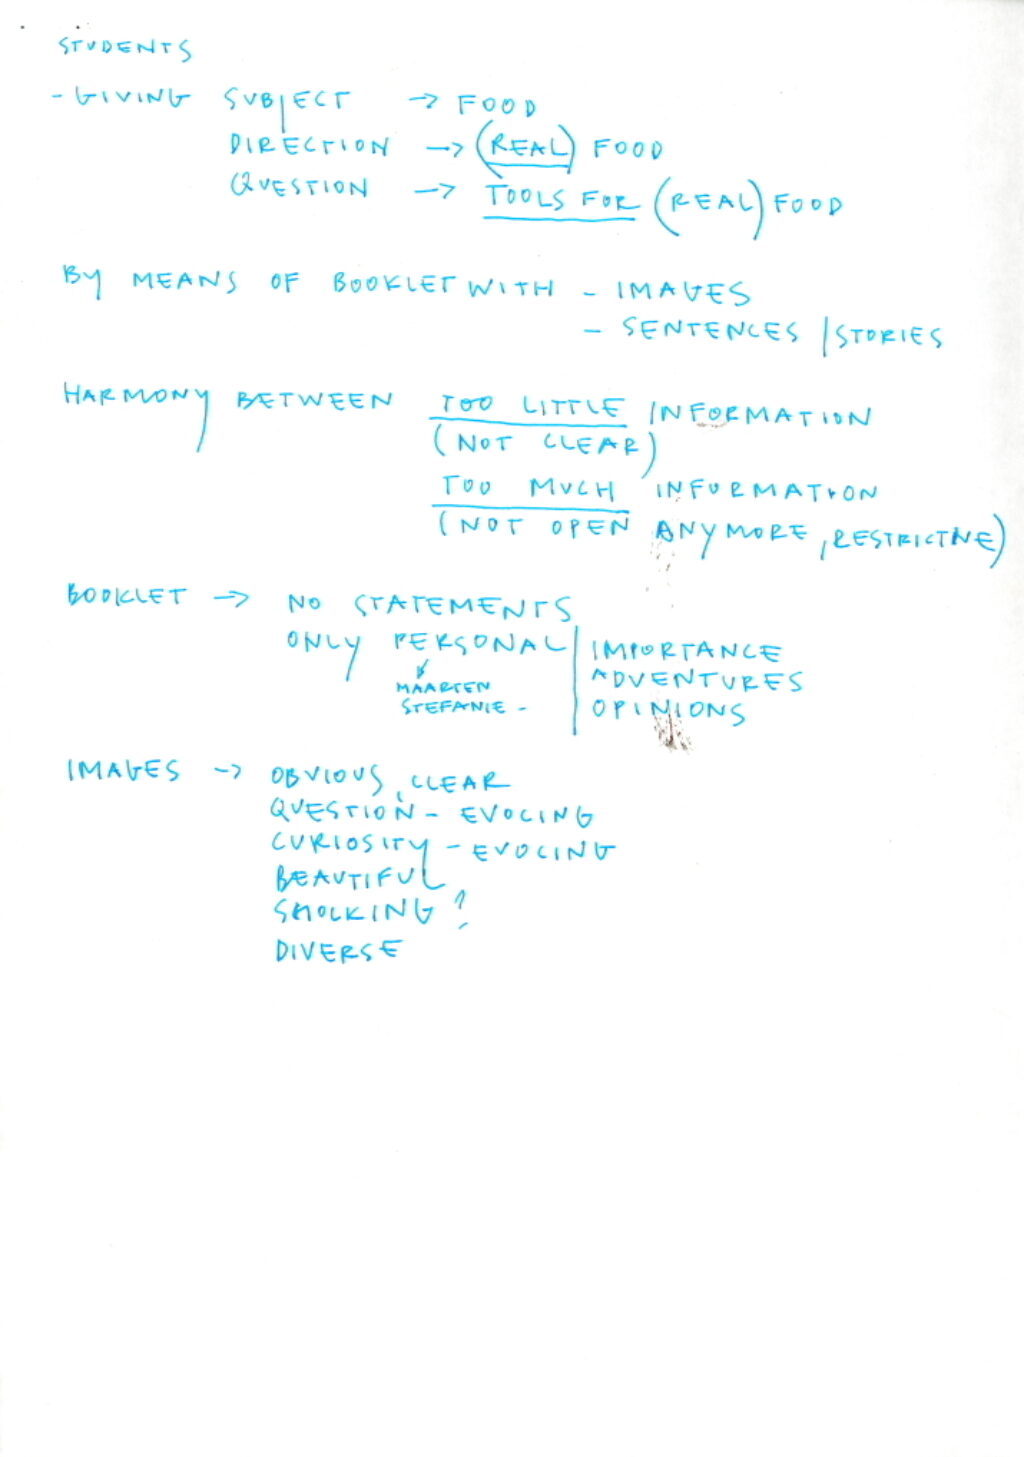 STUDENTS
- GIVING SUBJECT → FOOD
DIRECTION → (REAL) FOOD
QUESTION → TOOLS FOR (REAL) FOOD
BY MEANS OF BOOKLET WITH - IMAGES
- SENTENCES / STORIES
HARMONY BETWEEN TOO LITTLE INFORMATION
(NOT CLEAR)
TOO MUCH INFORMATION
(NOT OPEN ANYMORE, RESTRICTIVE)
BOOKLET → NO STATEMENTS
ONLY PERSONAL | IMPORTANCE
MAARTEN ADVENTURES
STEFANIE - OPINIONS
IMAGES → OBVIOUS, CLEAR
QUESTION - EVOCING
CURIOSITY - EVOCING
BEAUTIFUL
SHOCKING?
DIVERSE